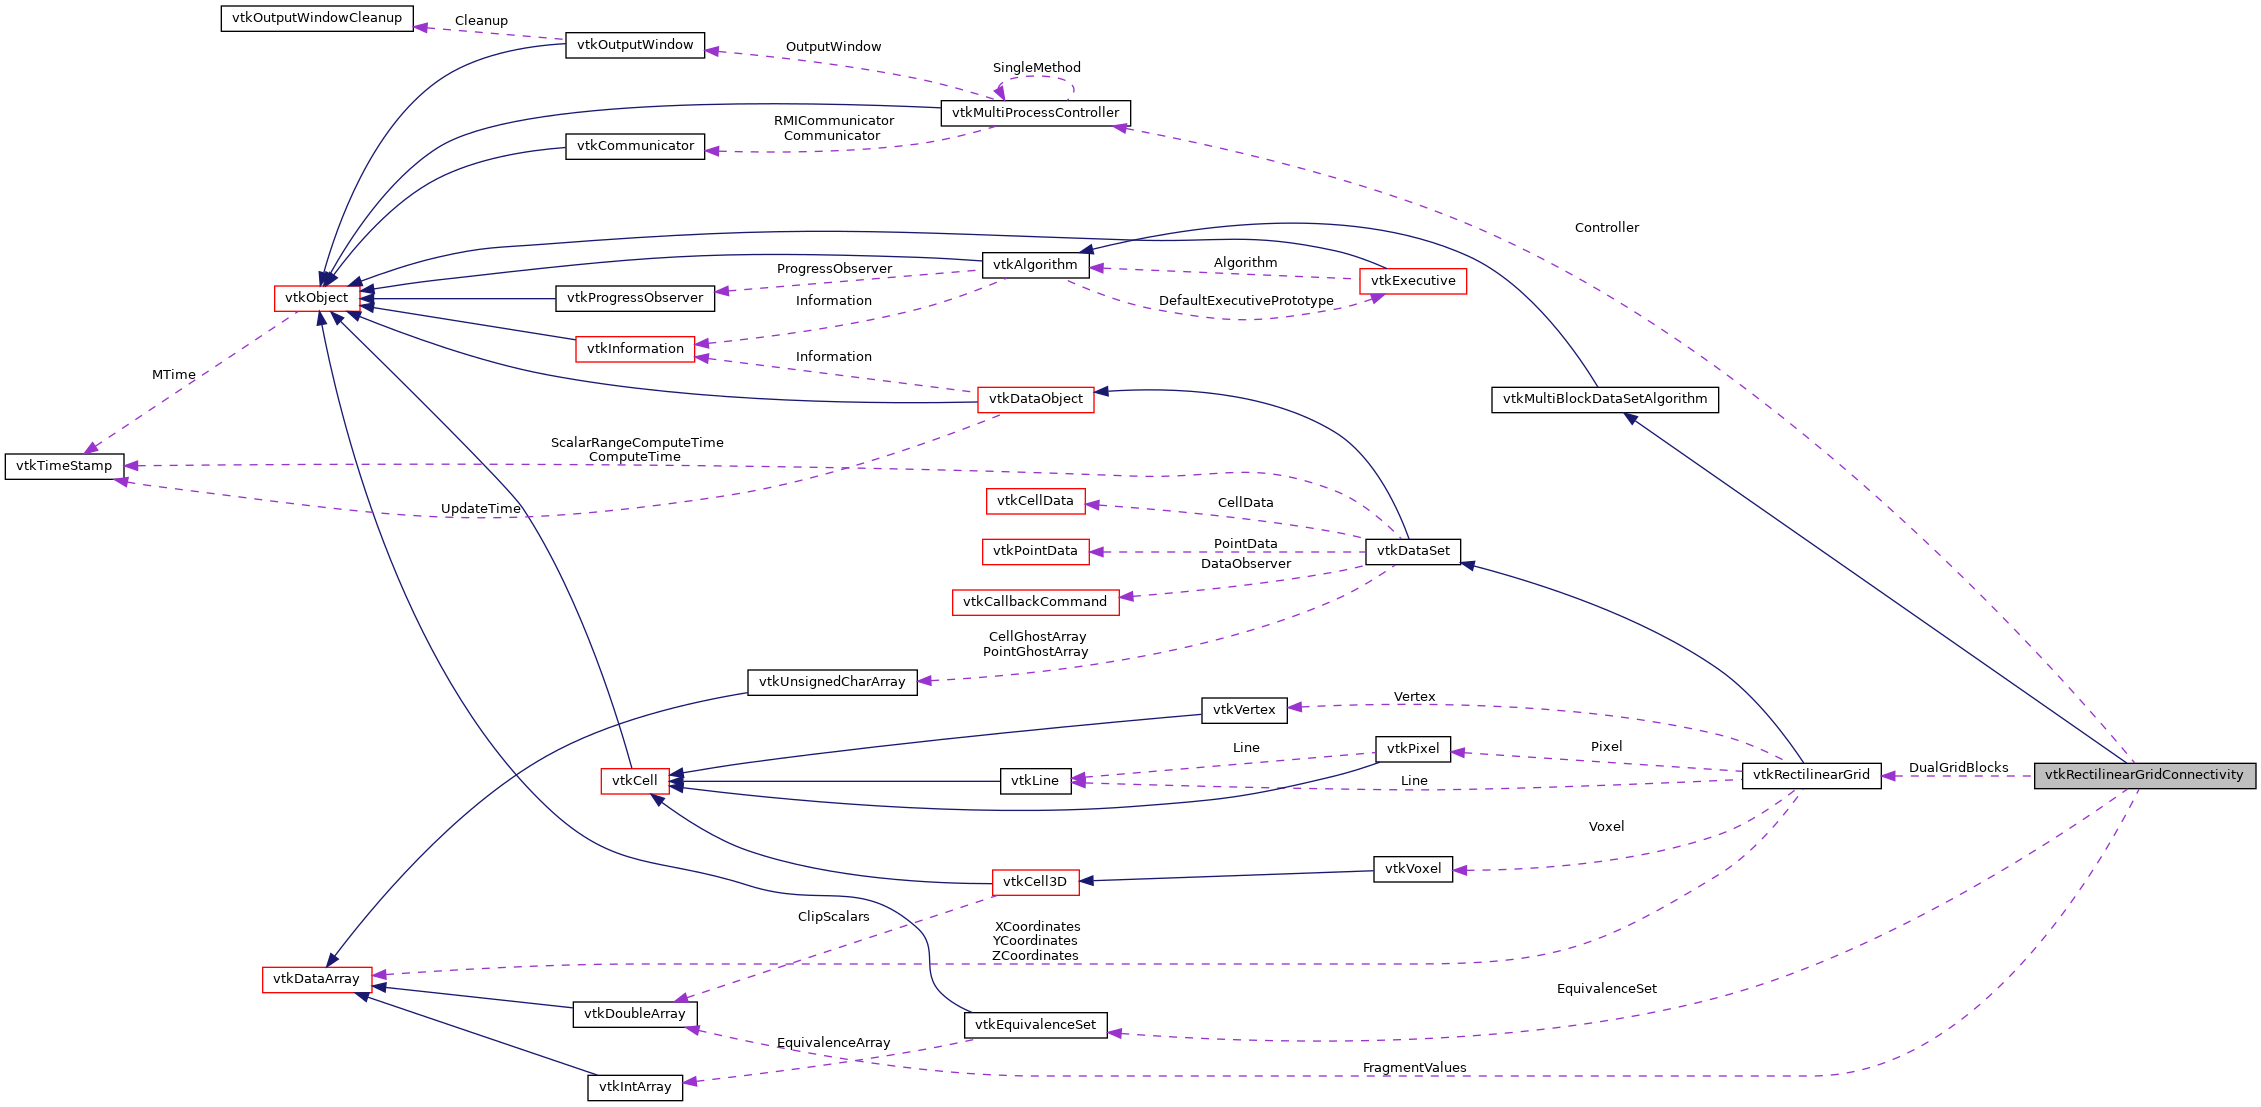 vtkOutputWindowCleanup
Cleanup
vtkOutputWindow
OutputWindow
SingleMethod
vtkMultiProcessController
RMICommunicator
Communicator
vtkCommunicator
Controller
vtkAlgorithm
Algorithm
ProgressObserver
vtkExecutive
vtkObject
vtkProgressObserver
Information
DefaultExecutivePrototype
vtkInformation
Information
MTime
vtkDataObject
vtkMultiBlockDataSetAlgorithm
ScalarRangeComputeTime
ComputeTime
vtkTimeStamp
vtkCellData
CellData
UpdateTime
PointData
vtkPointData
vtkDataSet
DataObserver
vtkCallbackCommand
CellGhostArray
PointGhostArray
vtkUnsignedCharArray
Vertex
vtkVertex
Line
vtkPixel
Pixel
DualGridBlocks
vtkCell
vtkLine
Line
vtkRectilinearGrid
vtkRectilinearGridConnectivity
Voxel
vtkVoxel
vtkCell3D
ClipScalars
XCoordinates
YCoordinates
ZCoordinates
vtkDataArray
EquivalenceSet
vtkDoubleArray
vtkEquivalenceSet
EquivalenceArray
FragmentValues
vtkIntArray